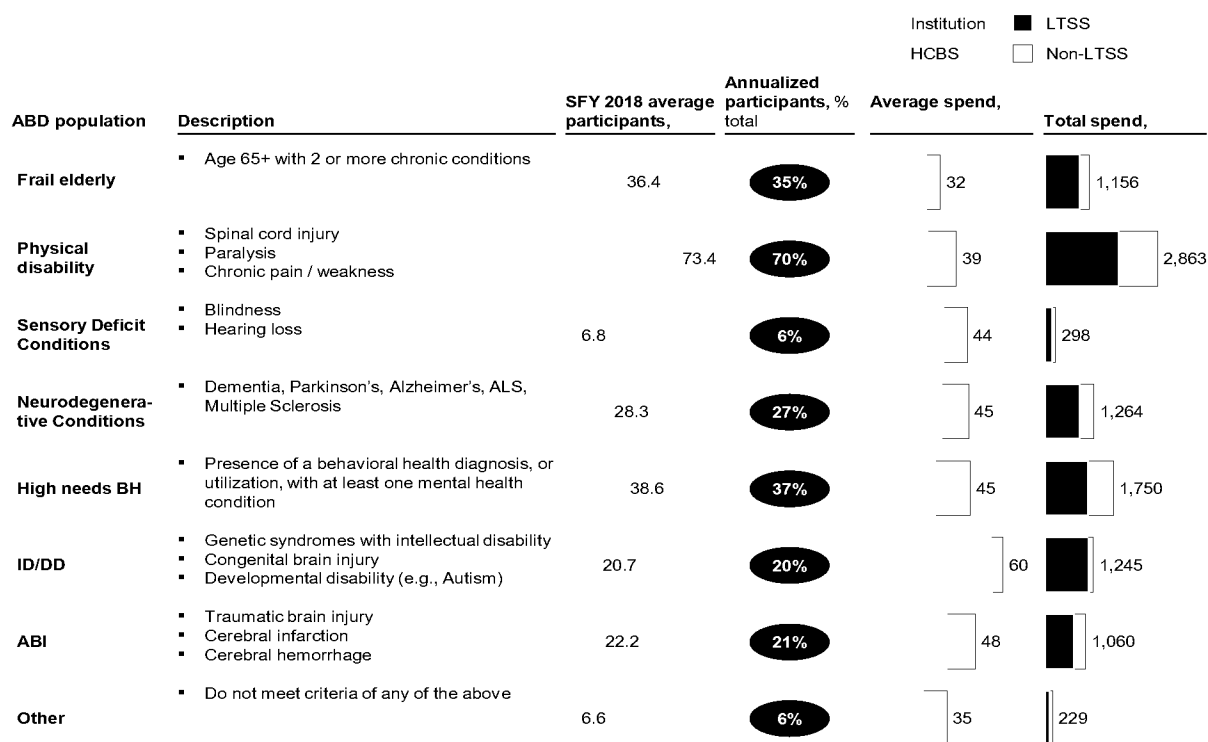 Institution LTSS
HCBS Non-LTSS
ABD population Description SFY 2018 average participants, Annualized participants, % total Average spend, Total spend,
Frail elderly
▪ Age 65+ with 2 or more chronic conditions
36.4 35% 32 1,156
Physical
disability
▪ Spinal cord injury
▪ Paralysis
▪ Chronic pain / weakness
73.4 70% 39 2,863
Sensory Deficit
Conditions
▪ Blindness
▪ Hearing loss
6.8 6% 44 298
Neurodegenera-
tive Conditions
▪ Dementia, Parkinson's, Alzheimer's, ALS,
Multiple Sclerosis
28.3 27% 45 1,264
High needs BH
▪ Presence of a behavioral health diagnosis, or
utilization, with at least one mental health
condition
38.6 37% 45 1,750
ID/DD
▪ Genetic syndromes with intellectual disability
▪ Congenital brain injury
▪ Developmental disability (e.g., Autism)
20.7 20% 60 1,245
ABI
▪ Traumatic brain injury
▪ Cerebral infarction
▪ Cerebral hemorrhage
22.2 21% 48 1,060
Other
▪ Do not meet criteria of any of the above
6.6 6% 35 229